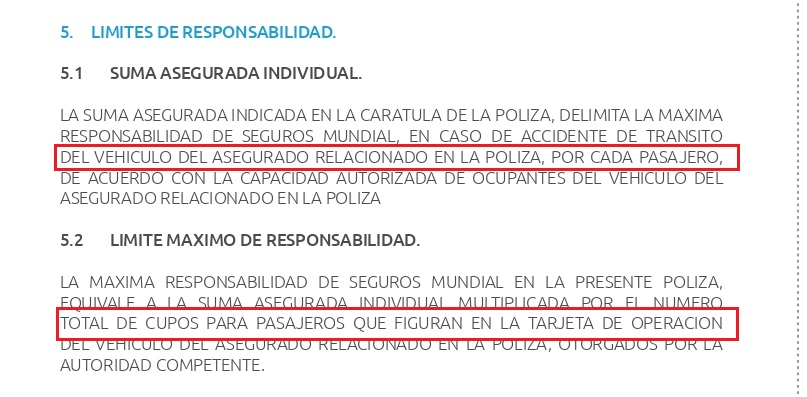 5. LIMITES DE RESPONSABILIDAD.
5.1 SUMA ASEGURADA INDIVIDUAL.
LA SUMA ASEGURADA INDICADA EN LA CARATULA DE LA POLIZA, DELIMITA LA MAXIMA
RESPONSABILIDAD DE SEGUROS MUNDIAL, EN CASO DE ACCIDENTE DE TRANSITO
DEL VEHICULO DEL ASEGURADO RELACIONADO EN LA POLIZA, POR CADA PASAJERO,
DE ACUERDO CON LA CAPACIDAD AUTORIZADA DE OCUPANTES DEL VEHICULO DEL
ASEGURADO RELACIONADO EN LA POLIZA
5.2 LIMITE MAXIMO DE RESPONSABILIDAD.
LA MAXIMA RESPONSABILIDAD DE SEGUROS MUNDIAL EN LA PRESENTE POLIZA,
EQUIVALE A LA SUMA ASEGURADA INDIVIDUAL MULTIPLICADA POR EL NUMERO
TOTAL DE CUPOS PARA PASAJEROS QUE FIGURAN EN LA TARJETA DE OPERACION
DEL VEHICULO DEL ASEGURADO RELACIONADO EN LA POLIZA, OTORGADOS POR LA
AUTORIDAD COMPETENTE.